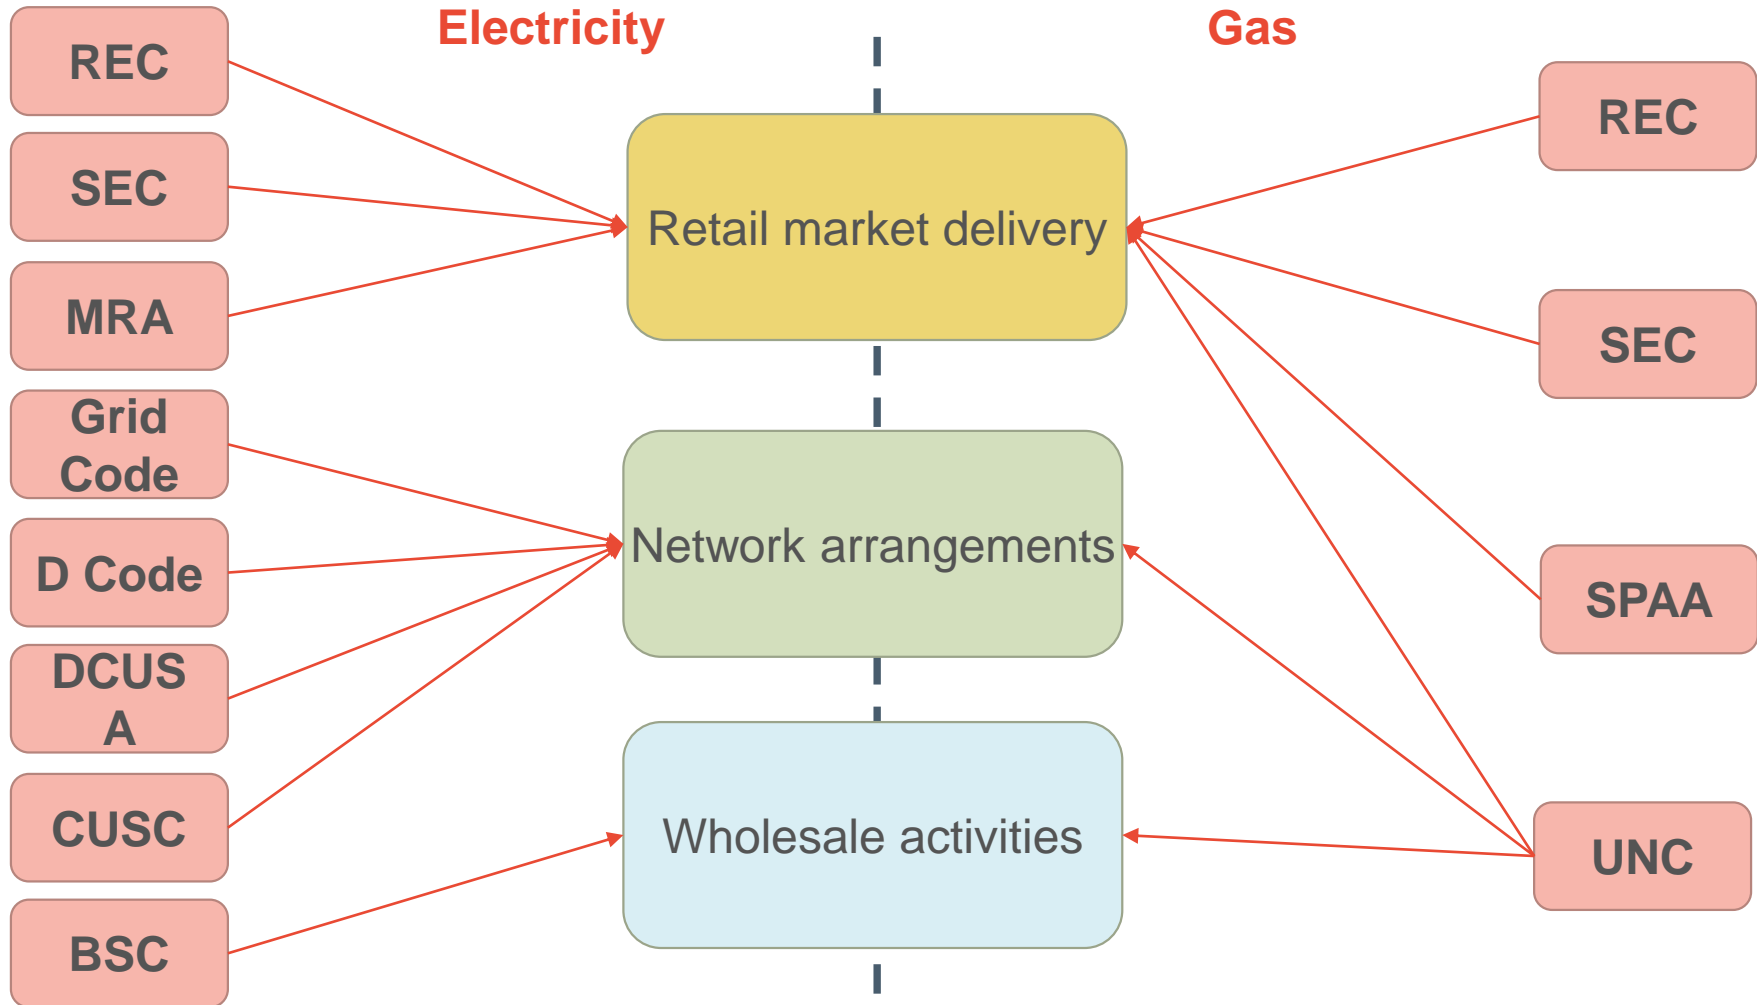 Electricity
Gas
REC
SEC
MRA
Grid
Code
D Code
DCUS
A
CUSC
BSC
Retail market delivery
Network arrangements
Wholesale activities
REC
SEC
SPAA
UNC